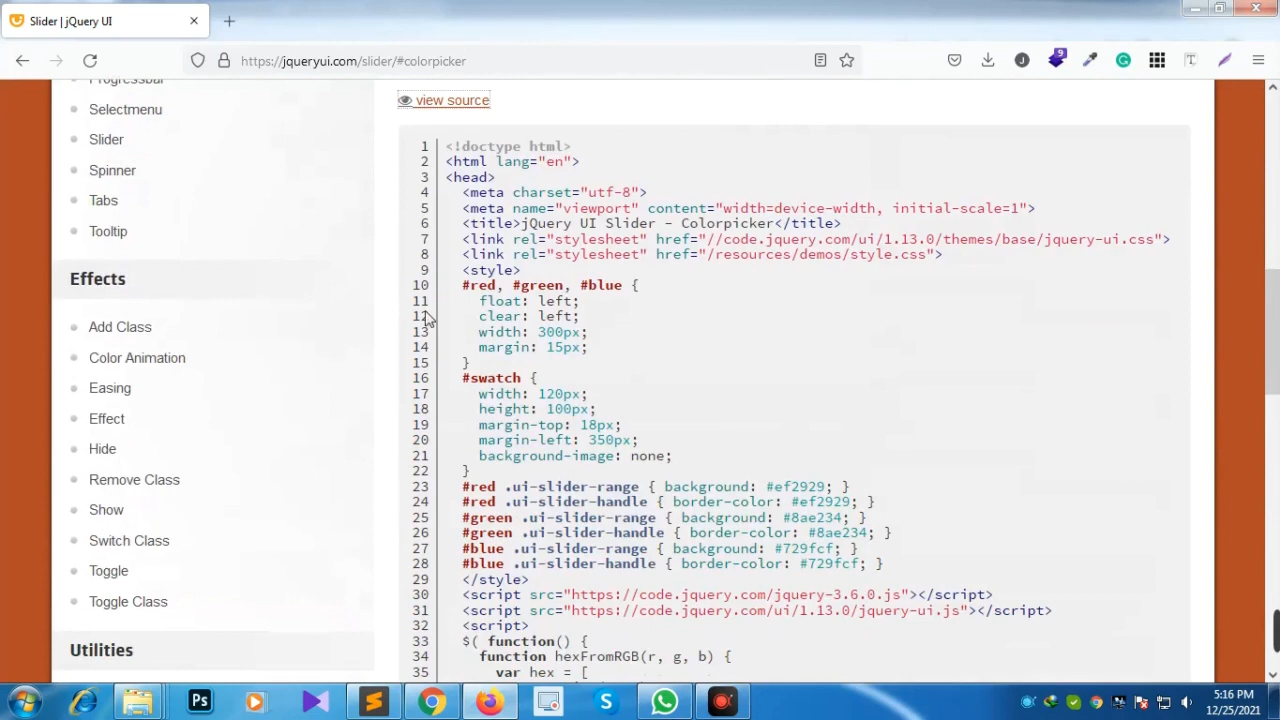 Slider | jQuery UI
https://jqueryui.com/slider/#colorpicker
9
Progressbar
Selectmenu
Slider
Spinner
Tabs
Tooltip
Effects
Add Class
Color Animation
Easing
Effect
Hide
Remove Class
Show
Switch Class
Toggle
Toggle Class
Utilities
view source
1 <!doctype html>
2 <html lang="en">
3 <head>
4 <meta charset="utf-8">
5 <meta name="viewport" content="width=device-width, initial-scale=1">
6 <title>jQuery UI Slider - Colorpicker</title>
7 <link rel="stylesheet" href="//code.jquery.com/ui/1.13.0/themes/base/jquery-ui.css">
8 <link rel="stylesheet" href="/resources/demos/style.css">
9 <style>
10 #red, #green, #blue {
11 float: left;
12 clear: left;
13 width: 300px;
14 margin: 15px;
15 }
16 #swatch {
17 width: 120px;
18 height: 100px;
19 margin-top: 18px;
20 margin-left: 350px;
21 background-image: none;
22 }
23 #red .ui-slider-range { background: #ef2929; }
24 #red .ui-slider-handle { border-color: #ef2929; }
25 #green .ui-slider-range { background: #8ae234; }
26 #green .ui-slider-handle { border-color: #8ae234; }
27 #blue .ui-slider-range { background: #729fcf; }
28 #blue .ui-slider-handle { border-color: #729fcf; }
29 </style>
30 <script src="https://code.jquery.com/jquery-3.6.0.js"></script>
31 <script src="https://code.jquery.com/ui/1.13.0/jquery-ui.js"></script>
32 <script>
33 $( function() {
34 function hexFromRGB(r, g, b) {
35 var hex = [
Ps
5:16 PM
12/25/2021